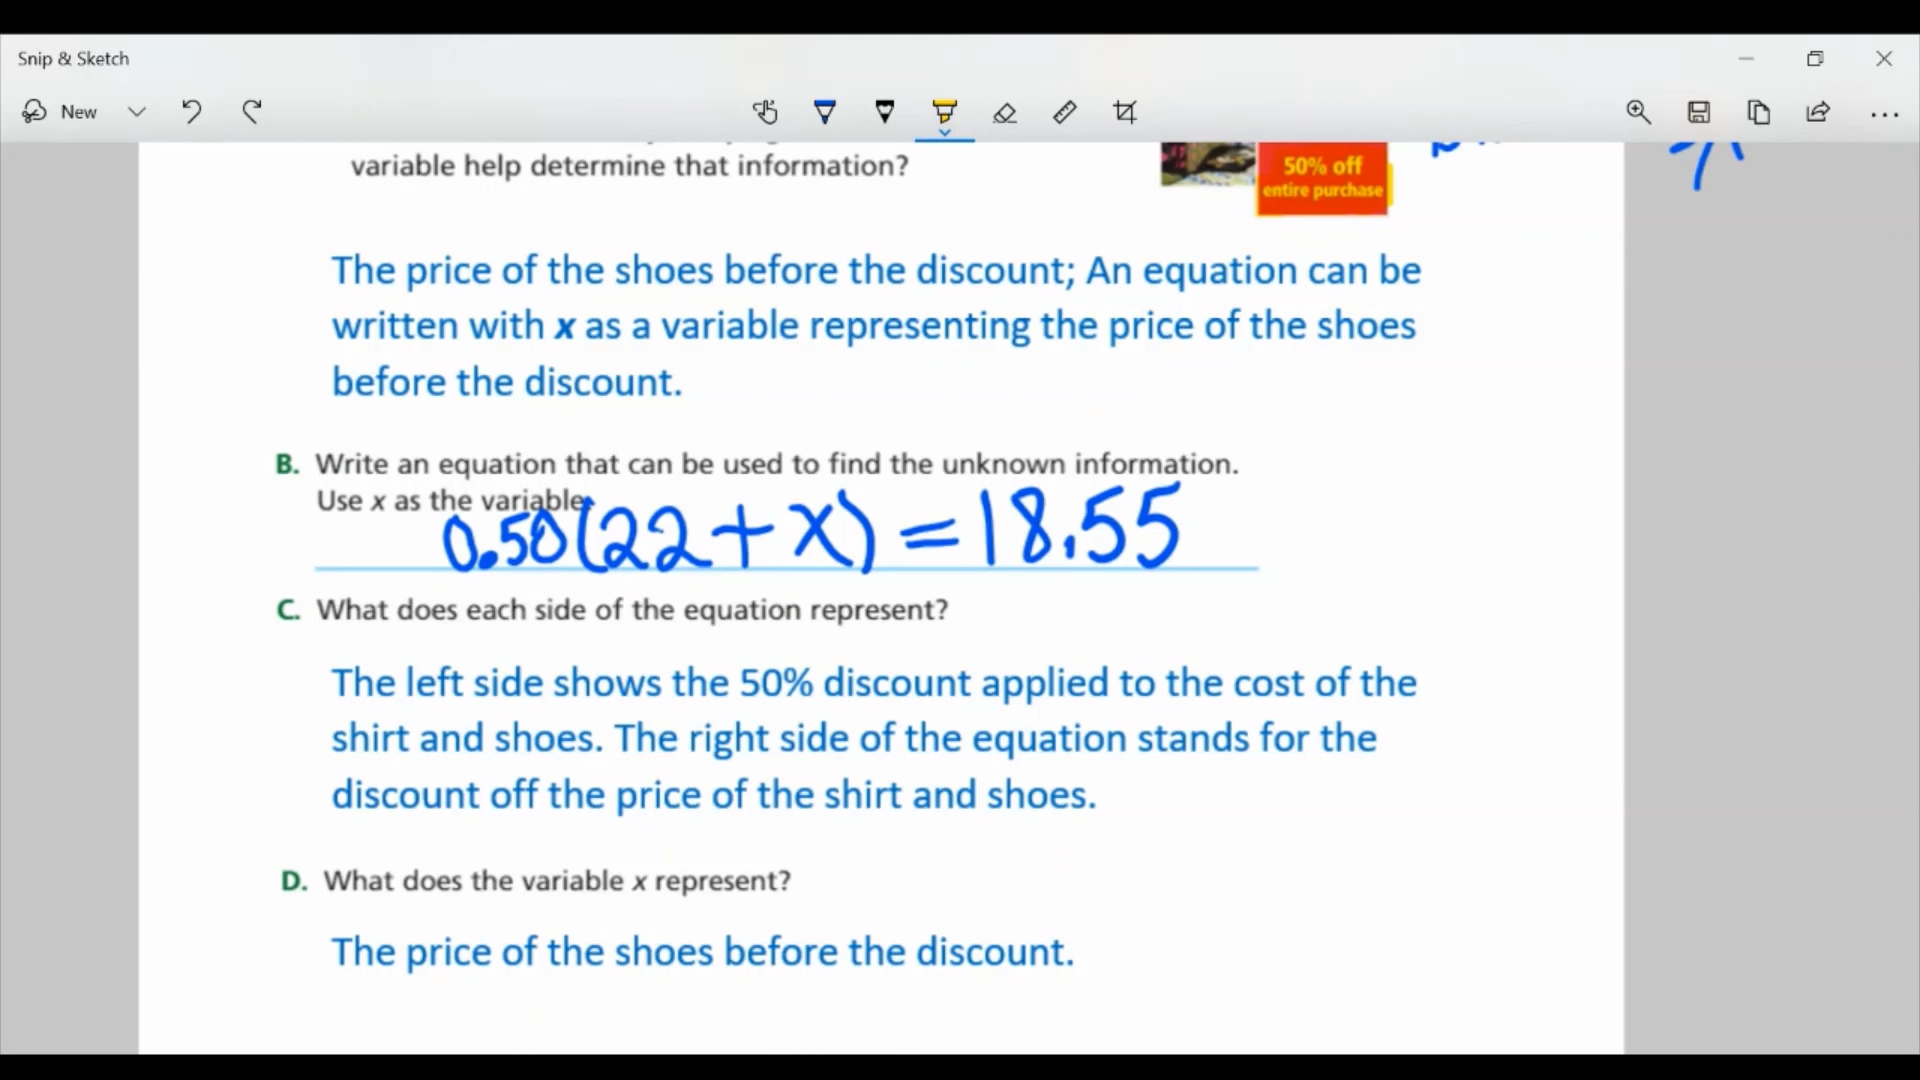 Snip & Sketch
New
variable help determine that information?
50% off
entire purchase
The price of the shoes before the discount; An equation can be
written with x as a variable representing the price of the shoes
before the discount.
B. Write an equation that can be used to find the unknown information.
Use x as the variable.
0.50(22+x)=18.55
C. What does each side of the equation represent?
The left side shows the 50% discount applied to the cost of the
shirt and shoes. The right side of the equation stands for the
discount off the price of the shirt and shoes.
D. What does the variable x represent?
The price of the shoes before the discount.